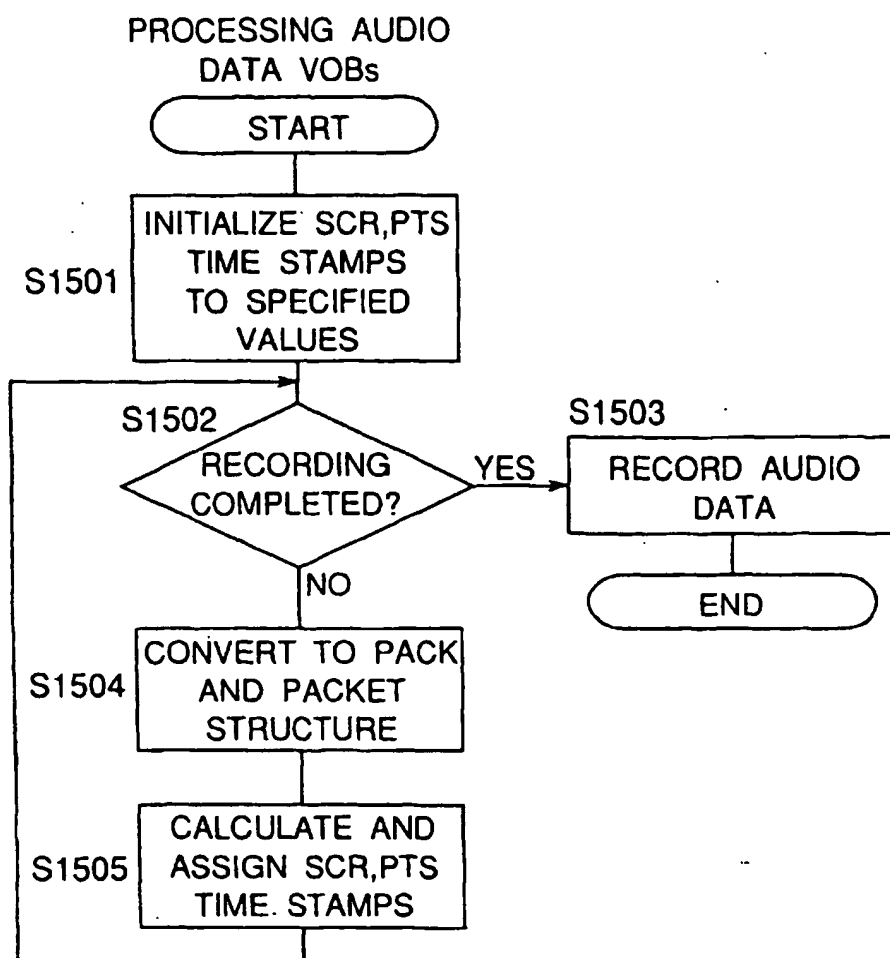 PROCESSING AUDIO
DATA VOBs
START
S1501
INITIALIZE SCR,PTS
TIME STAMPS
TO SPECIFIED
VALUES
S1502
RECORDING
COMPLETED?
YES
S1503
RECORD AUDIO
DATA
END
NO
S1504
CONVERT TO PACK
AND PACKET
STRUCTURE
S1505
CALCULATE AND
ASSIGN SCR,PTS
TIME. STAMPS